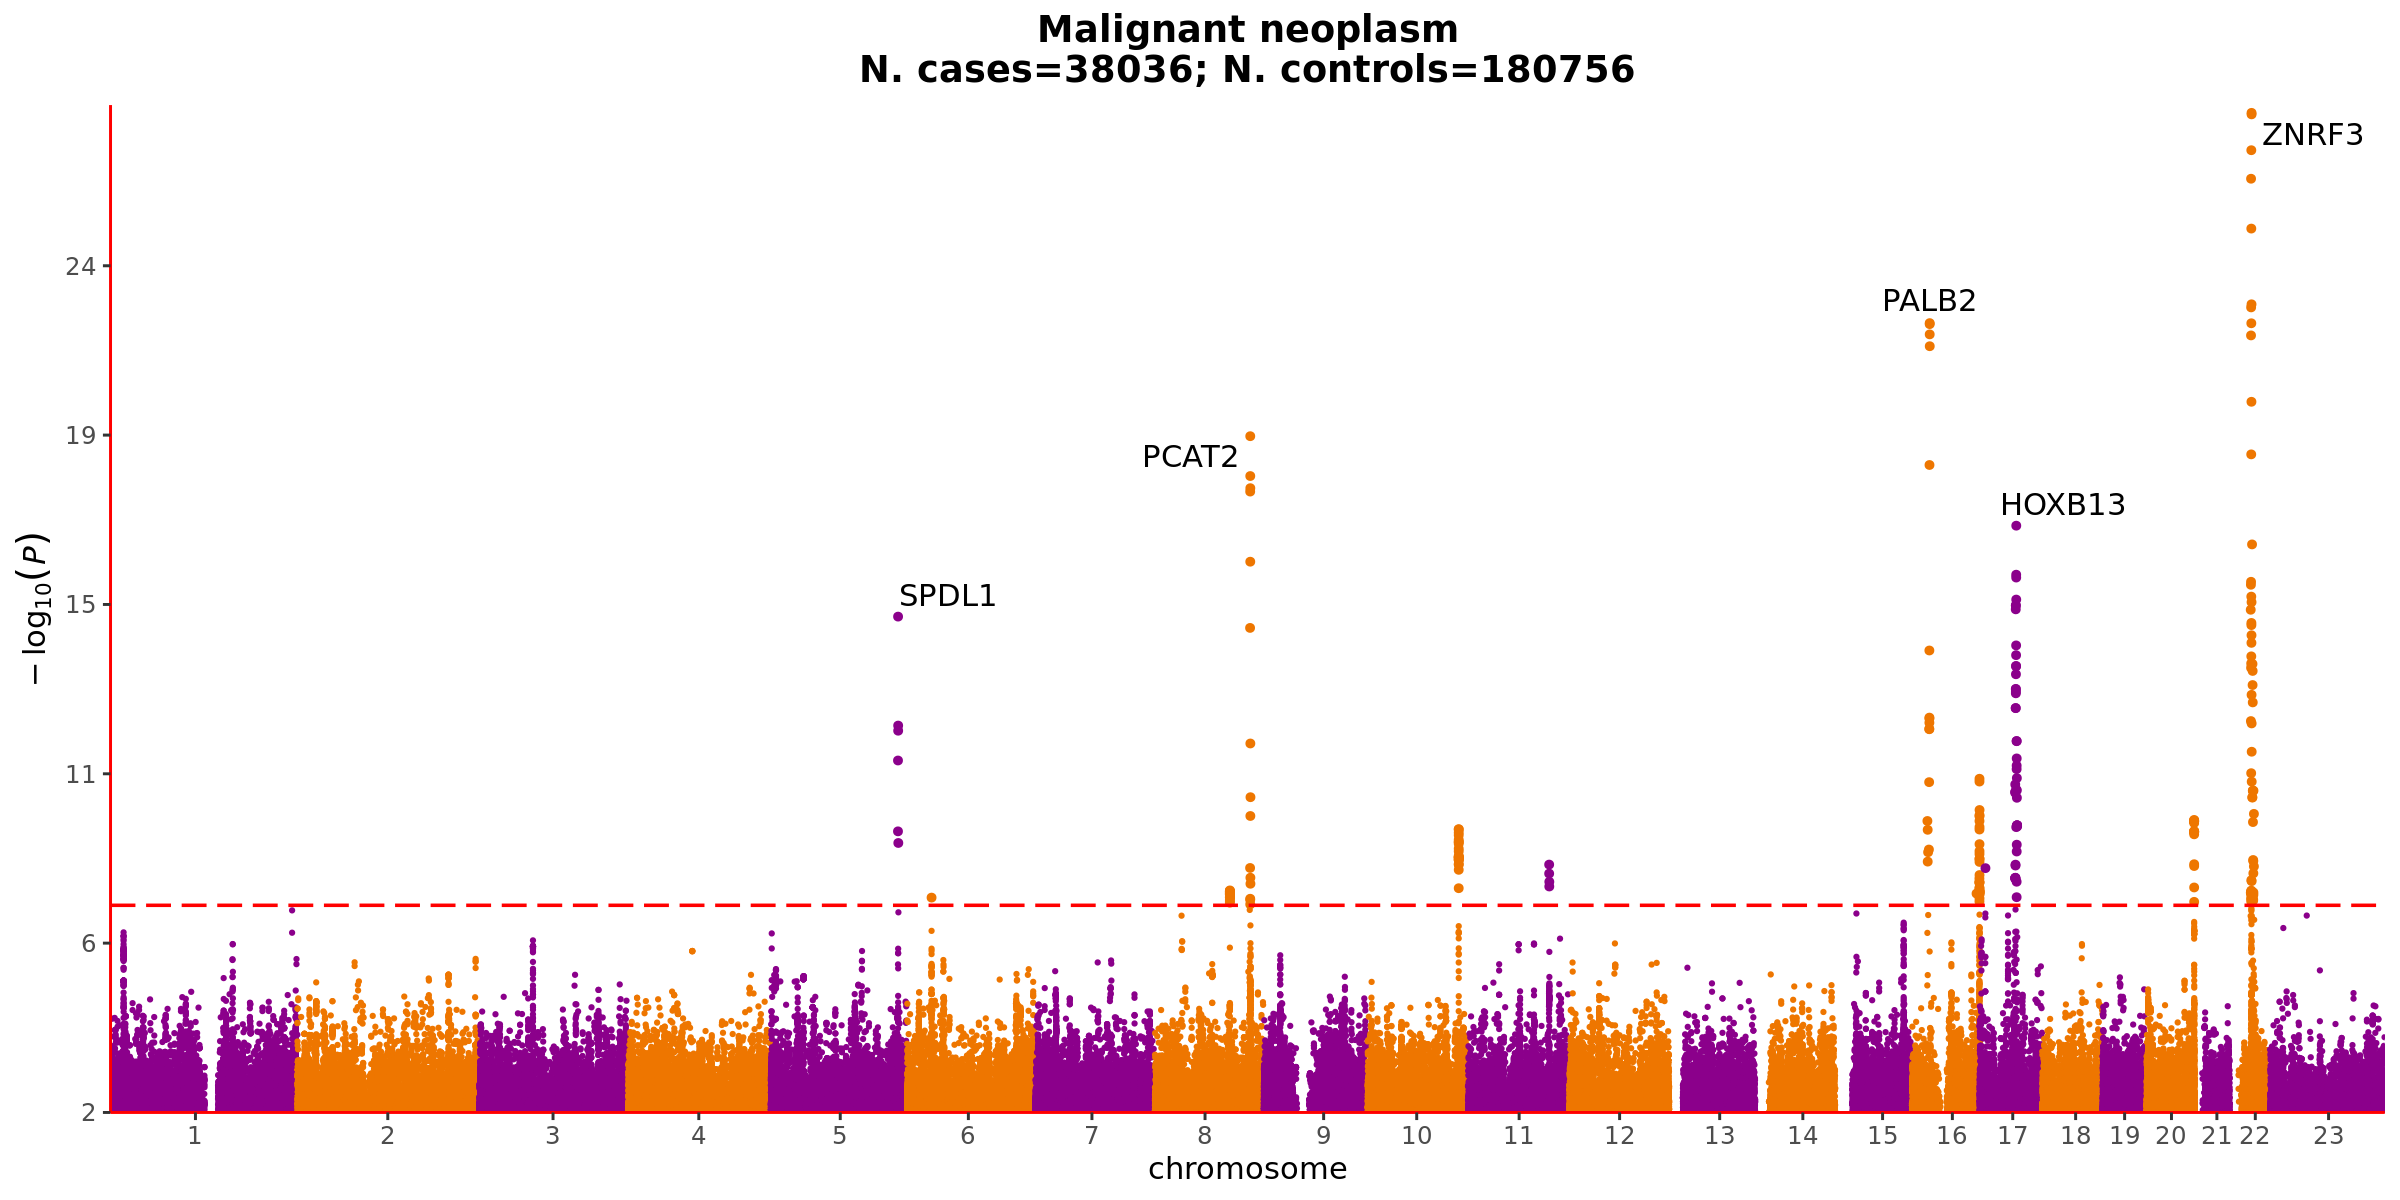 Malignant neoplasm
N. cases=38036; N. controls=180756
ZNRF3
24
PALB2
19
PCAT2
HOXB13
−log10(P)
15
SPDL1
11
6
2
1 2 3 4 5 6 7 8 9 10 11 12 13 14 15 16 17 18 19 20 21 22 23
chromosome